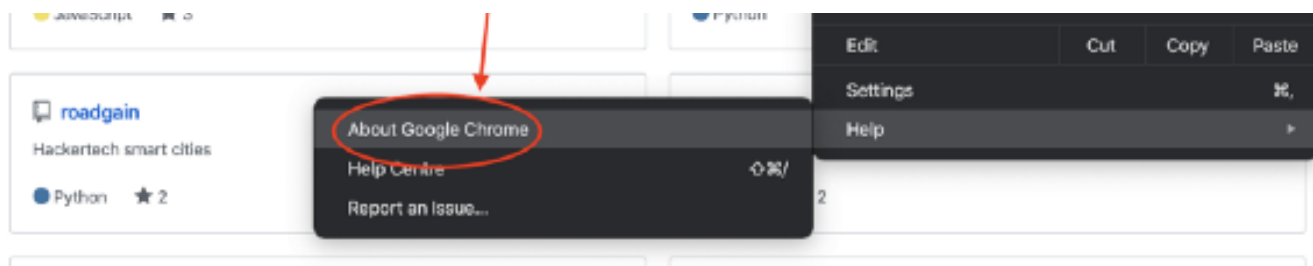 JavaScript ★ 3
Python
Edit Cut Copy Paste
Settings ⌘,
roadgain
About Google Chrome
Help
Hackertech smart cities
Help Centre ⇧⌘/
Python ★ 2
2
Report an Issue...